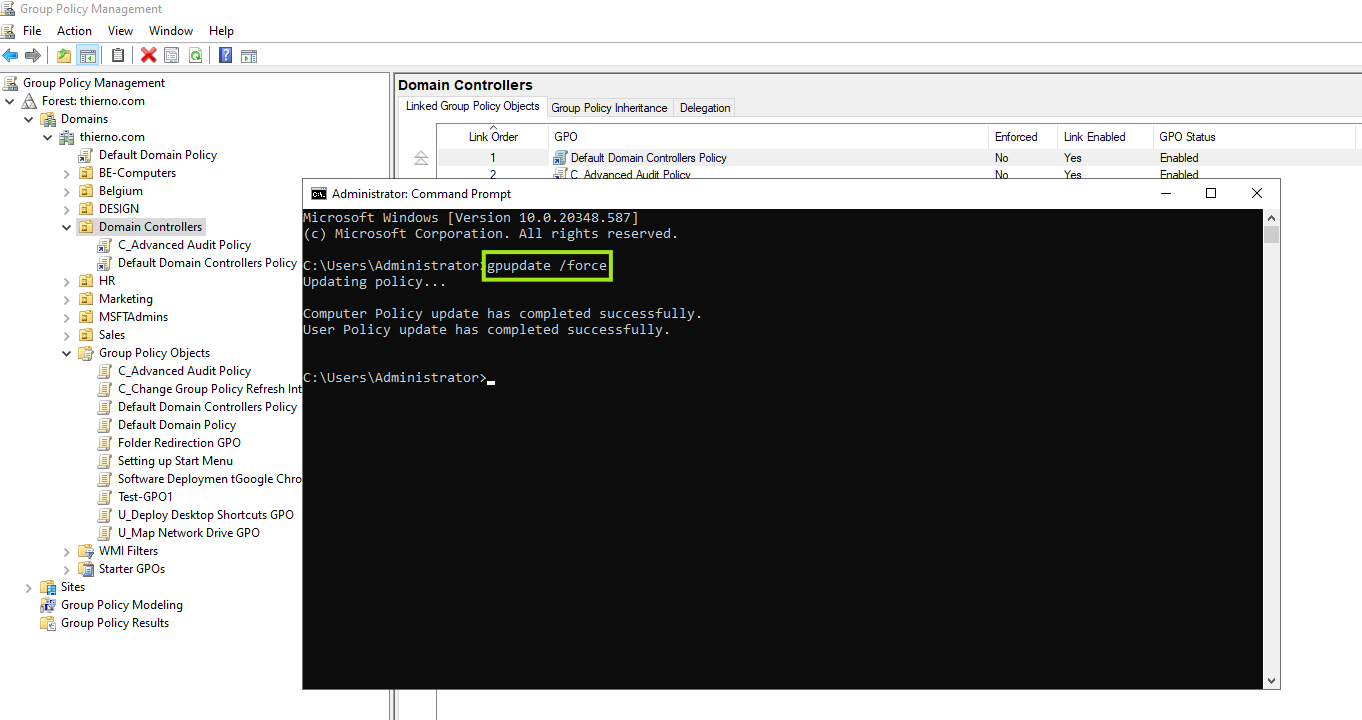 Group Policy Management
File Action View Window Help
Group Policy Management
Forest: thierno.com
Domains
thierno.com
Default Domain Policy
BE-Computers
Belgium
DESIGN
Domain Controllers
C_Advanced Audit Policy
Default Domain Controllers Policy
HR
Marketing
MSFTAdmins
Sales
Group Policy Objects
C_Advanced Audit Policy
C_Change Group Policy Refresh Int
Default Domain Controllers Policy
Default Domain Policy
Folder Redirection GPO
Setting up Start Menu
Software Deploymen tGoogle Chro
Test-GPO1
U_Deploy Desktop Shortcuts GPO
U_Map Network Drive GPO
WMI Filters
Starter GPOs
Sites
Group Policy Modeling
Group Policy Results
Domain Controllers
Linked Group Policy Objects Group Policy Inheritance Delegation
Link Order GPO Enforced Link Enabled GPO Status
1 Default Domain Controllers Policy No Yes Enabled
2 C_Advanced Audit Policy No Yes Enabled
Administrator: Command Prompt
Microsoft Windows [Version 10.0.20348.587]
(c) Microsoft Corporation. All rights reserved.
C:\Users\Administrator>gpupdate /force
Updating policy...
Computer Policy update has completed successfully.
User Policy update has completed successfully.
C:\Users\Administrator>